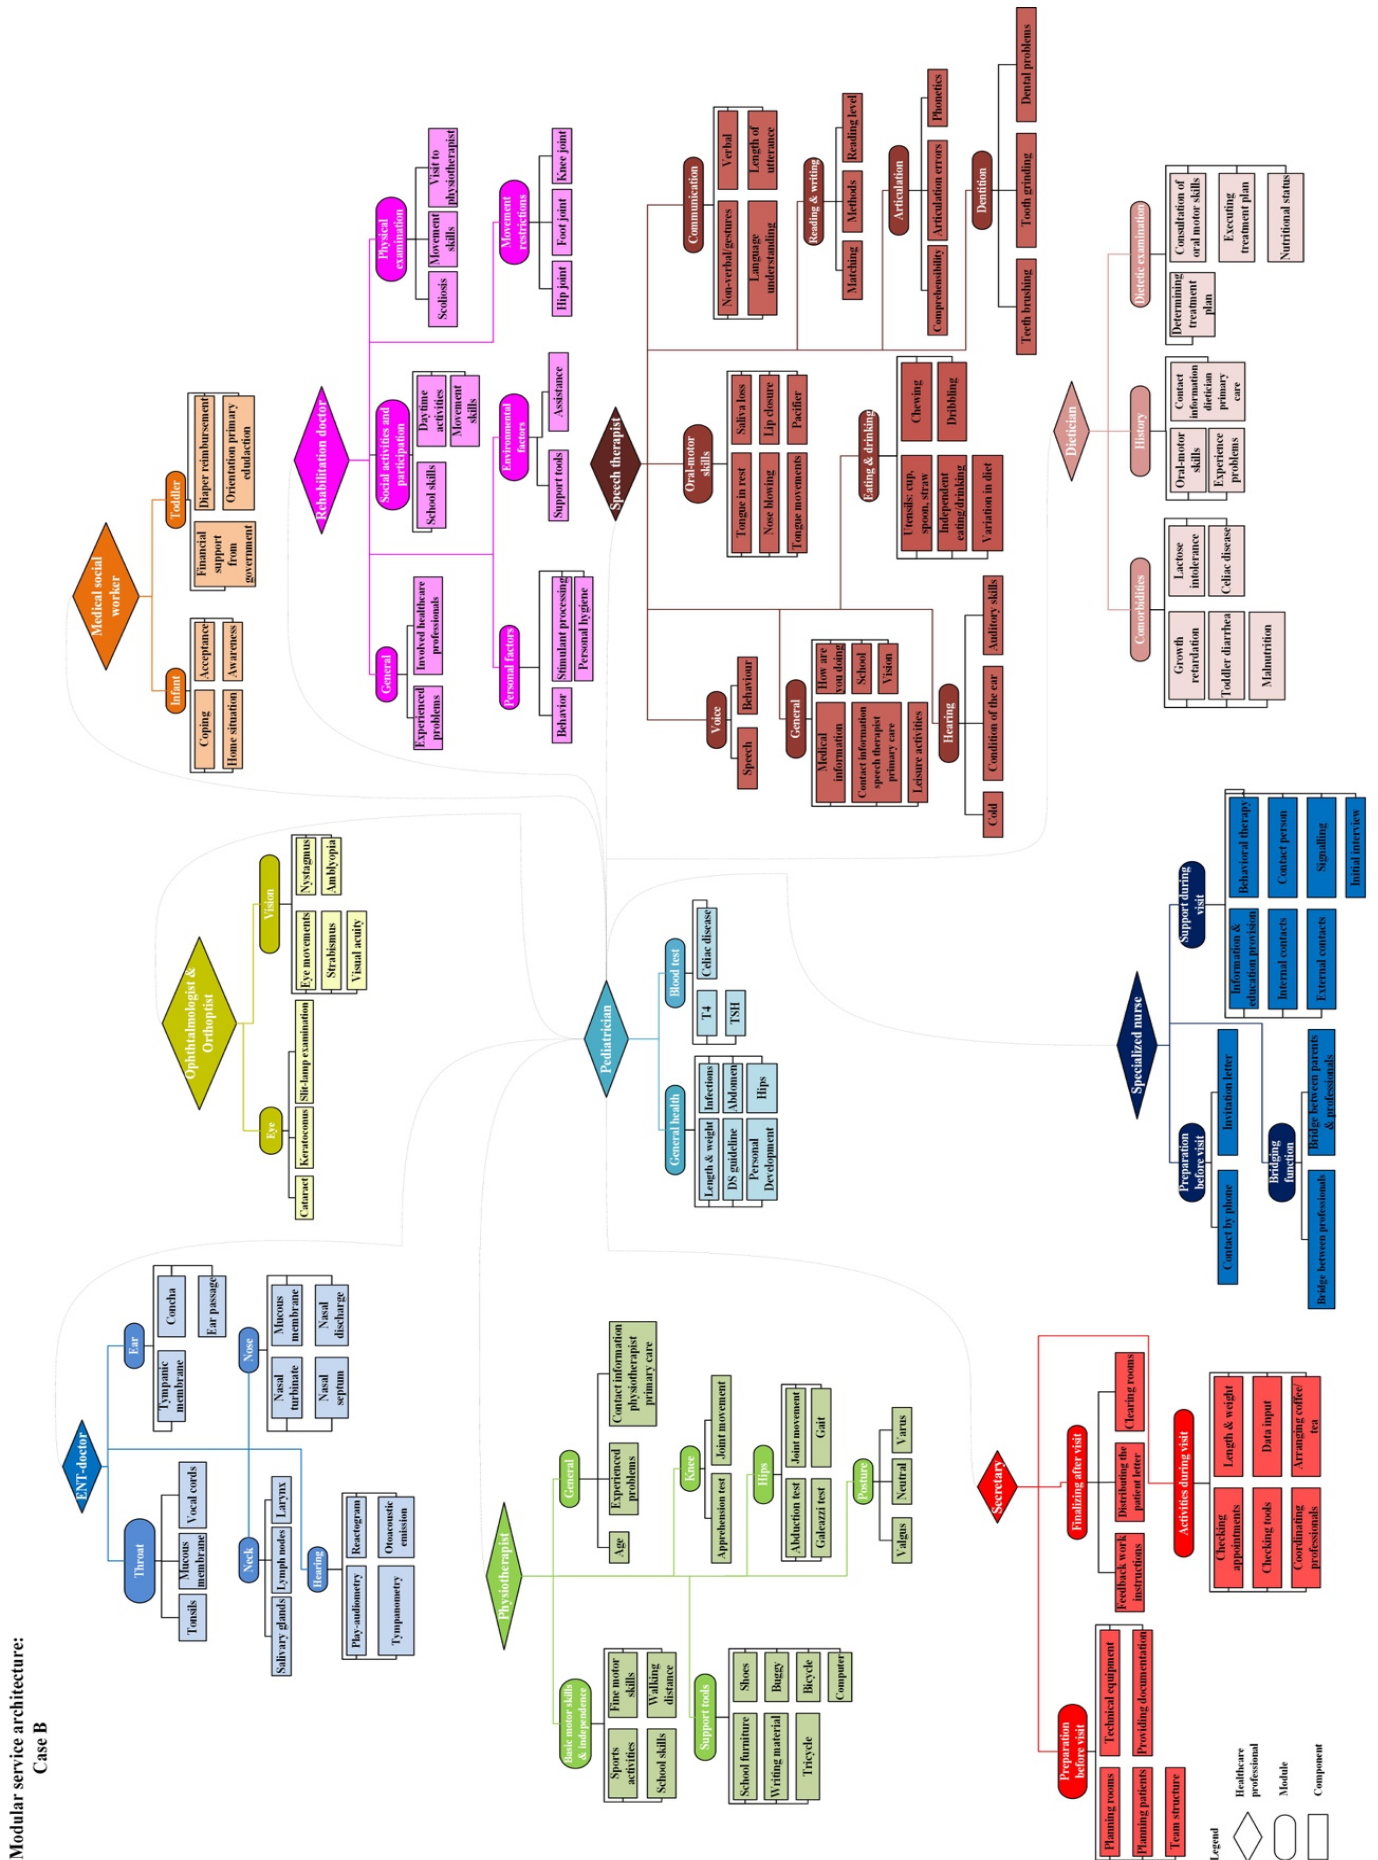 Modular service architecture:
Case B
ENT-doctor
Throat
Tonsils
Mucous
membrane
Vocal cords
Ear
Tympanic
membrane
Concha
Ear passage
Neck
Salivary glands
Lymph nodes
Larynx
Nose
Nasal
turbinate
Mucous
membrane
Nasal
septum
Nasal
discharge
Hearing
Play-audiometry
Reactogram
Tympanometry
Otoacoustic
emission
Ophthtalmologist &
Orthoptist
Eye
Cataract
Keratoconus
Slit-lamp examination
Vision
Eye movements
Nystagmus
Strabismus
Amblyopia
Visual acuity
Medical social
worker
Infant
Coping
Acceptance
Home situation
Awareness
Toddler
Financial
support
from
government
Diaper reimbursement
Orientation primary
edudaction
Rehabilitation doctor
General
Experienced
problems
Involved healthcare
professionals
Social activities and
participation
School skills
Daytime
activities
Movement
skills
Physical
examination
Scoliosis
Movement
skills
Visit to
physiotherapist
Personal factors
Behavior
Stimulant processing
Personal hygiene
Environmental
factors
Support tools
Assistance
Movement
restrictions
Hip joint
Foot joint
Knee joint
Physiotherapist
Basic motor skills
& independence
Sports
activities
Fine motor
skills
School skills
Walking
distance
General
Age
Experienced
problems
Contact information
physiotherapist
primary care
Support tools
School furniture
Shoes
Writing material
Buggy
Tricycle
Bicycle
Computer
Knee
Apprehension test
Joint movement
Hips
Abduction test
Joint movement
Galeazzi test
Gait
Posture
Valgus
Neutral
Varus
Pediatrician
General health
Length & weight
Infections
DS guideline
Abdomen
Personal
Development
Hips
Blood test
T4
Celiac disease
TSH
Speech therapist
Voice
Speech
Behaviour
Oral-motor
skills
Tongue in rest
Saliva loss
Nose blowing
Lip closure
Tongue movements
Pacifier
Communication
Non-verbal/gestures
Verbal
Language
understanding
Length of
utterance
General
Medical
information
How are
you doing
Contact information
speech therapist
primary care
School
Vision
Leisure activities
Reading & writing
Matching
Methods
Reading level
Eating & drinking
Utensils: cup,
spoon, straw
Chewing
Independent
eating/drinking
Dribbling
Variation in diet
Articulation
Comprehensibility
Articulation errors
Phonetics
Hearing
Cold
Condition of the ear
Auditory skills
Dentition
Teeth brushing
Tooth grinding
Dental problems
Secretary
Preparation
before visit
Planning rooms
Technical equipment
Planning patients
Providing documentation
Team structure
Finalizing after visit
Feedback work
instructions
Distributing the
patient letter
Clearing rooms
Activities during visit
Checking
appointments
Length & weight
Checking tools
Data input
Coordinating
professionals
Arranging coffee/
tea
Specialized nurse
Preparation
before visit
Contact by phone
Invitation letter
Support during
visit
Information &
education provision
Behavioral therapy
Internal contacts
Contact person
External contacts
Signalling
Initial interview
Bridging
function
Bridge between professionals
Bridge between parents
& professionals
Dietician
Comorbidities
Growth
retardation
Lactose
intolerance
Toddler diarrhea
Celiac disease
Malnutrition
History
Oral-motor
skills
Contact
information
dietician
primary
care
Experience
problems
Dietetic examination
Determining
treatment
plan
Consultation of
oral motor skills
Executing
treatment plan
Nutritional status
Legend
Healthcare
professional
Module
Component